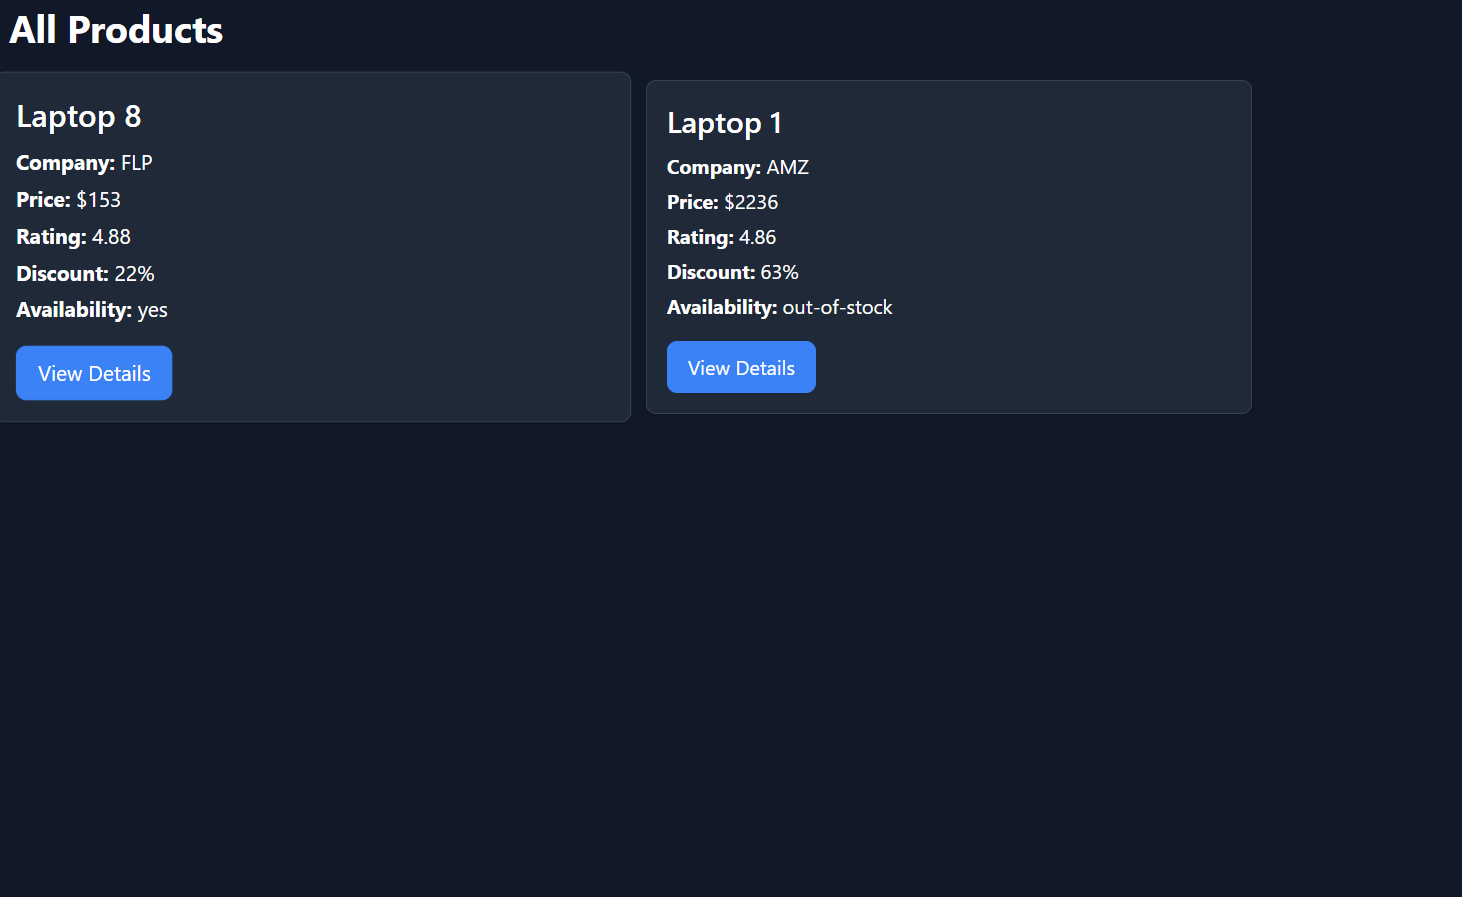 All Products
Laptop 8
Company: FLP
Price: $153
Rating: 4.88
Discount: 22%
Availability: yes
View Details
Laptop 1
Company: AMZ
Price: $2236
Rating: 4.86
Discount: 63%
Availability: out-of-stock
View Details